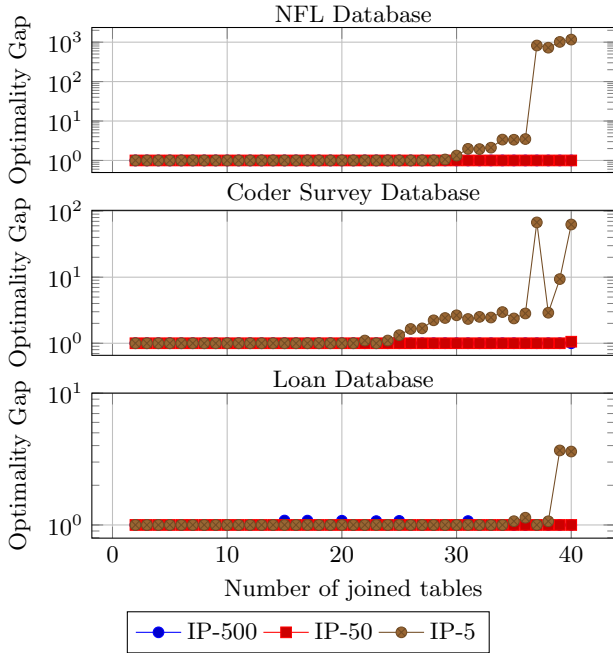 NFL Database
Optimality Gap
10^3
10^2
10^1
10^0
Coder Survey Database
Optimality Gap
10^2
10^1
10^0
Loan Database
Optimality Gap
10^1
10^0
0 10 20 30 40
Number of joined tables
IP-500 IP-50 IP-5